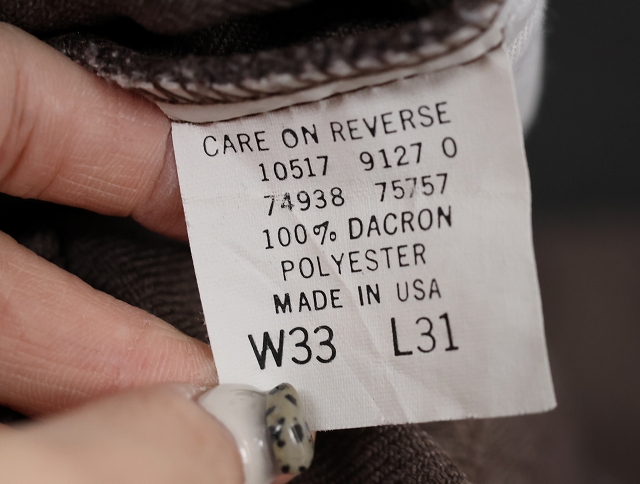 CARE ON REVERSE
10517 9127 0
74938 75757
100% DACRON
POLYESTER
MADE IN USA
W33 L31